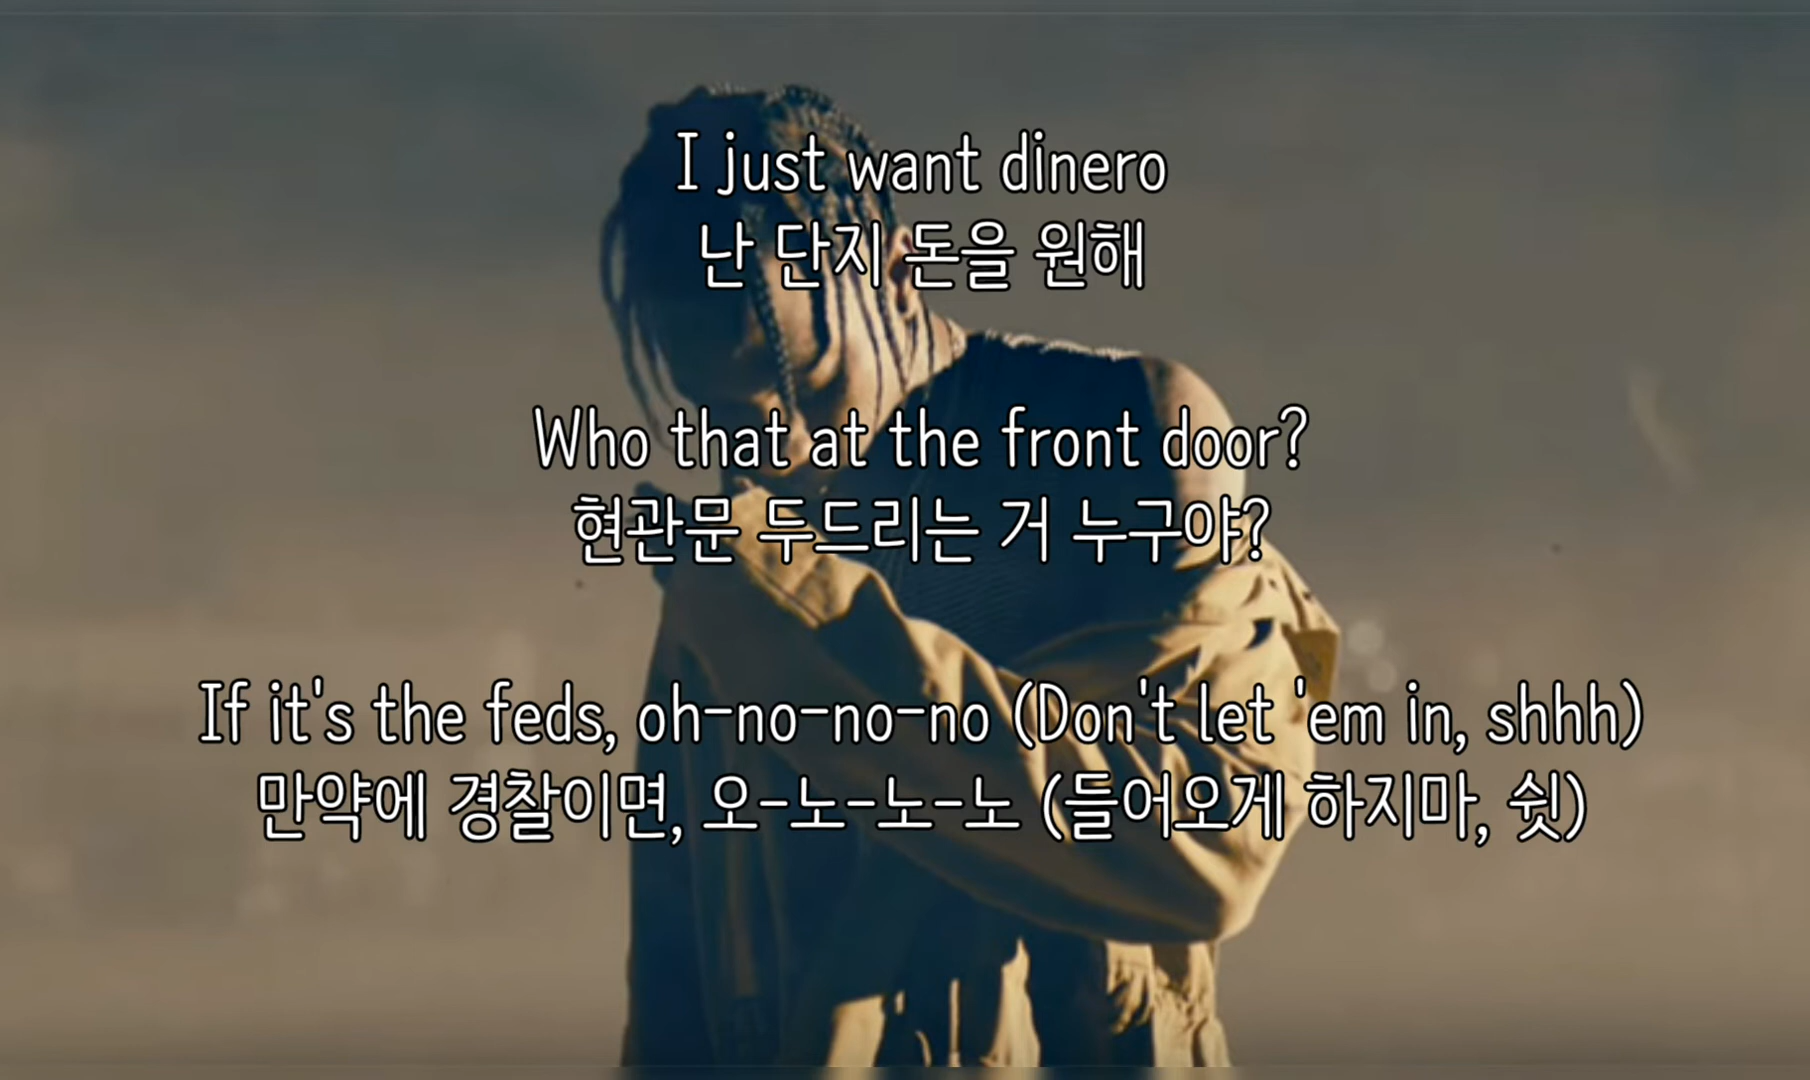 I just want dinero
난 단지 돈을 원해
Who that at the front door?
현관문 두드리는 거 누구야?
If it's the feds, oh-no-no-no (Don't let 'em in, shhh)
만약에 경찰이면, 오-노-노-노 (들어오게 하지마, 쉿)